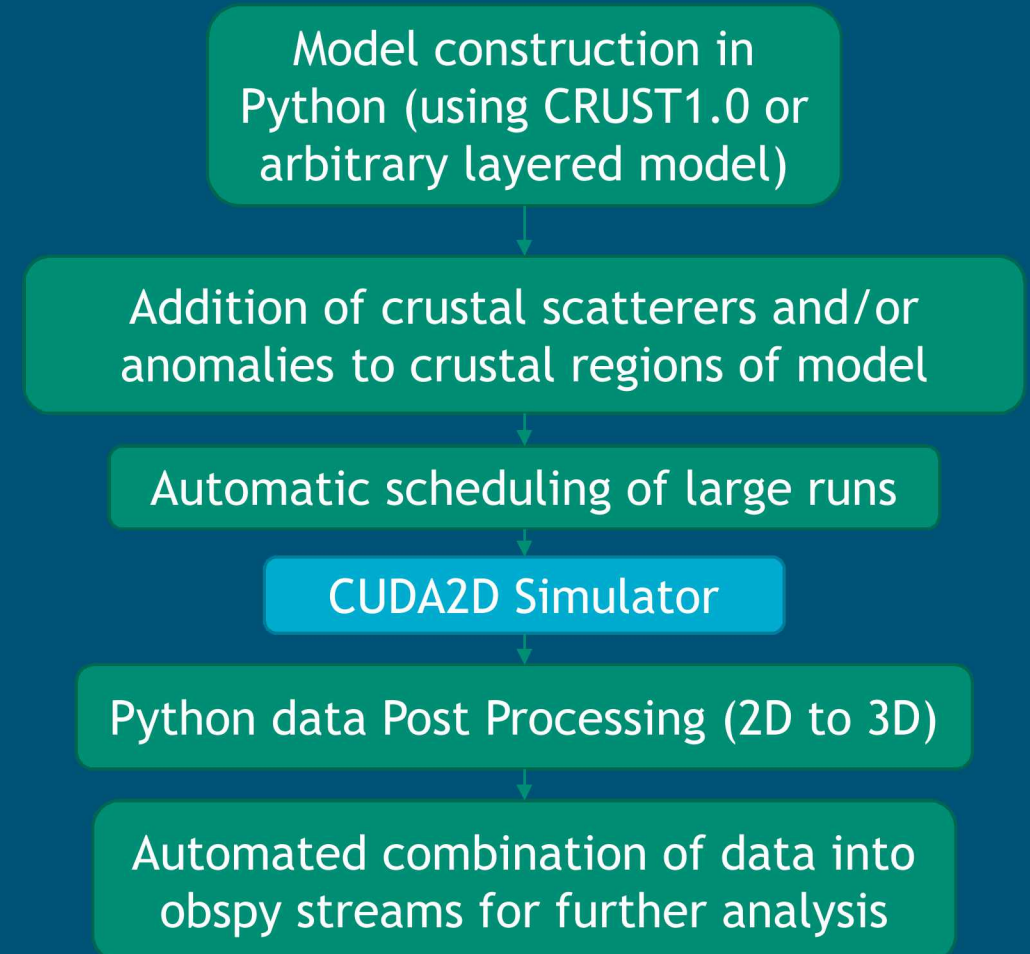 Model construction in
Python (using CRUST1.0 or
arbitrary layered model)
Addition of crustal scatterers and/or
anomalies to crustal regions of model
Automatic scheduling of large runs
CUDA2D Simulator
Python data Post Processing (2D to 3D)
Automated combination of data into
obspy streams for further analysis